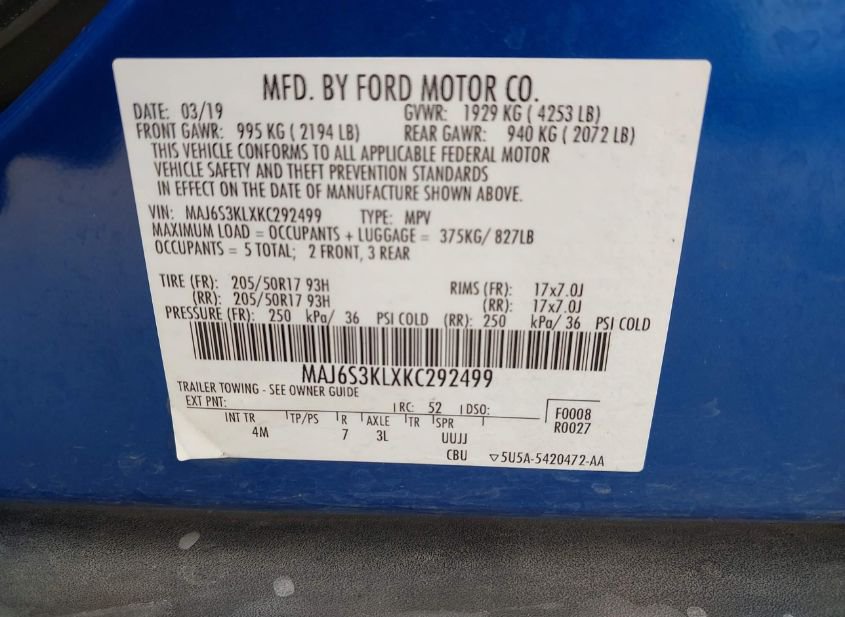 MFD. BY FORD MOTOR CO.
DATE: 03/19 GVWR: 1929 KG ( 4253 LB)
FRONT GAWR: 995 KG ( 2194 LB) REAR GAWR: 940 KG ( 2072 LB)
THIS VEHICLE CONFORMS TO ALL APPLICABLE FEDERAL MOTOR
VEHICLE SAFETY AND THEFT PREVENTION STANDARDS
IN EFFECT ON THE DATE OF MANUFACTURE SHOWN ABOVE.
VIN: MAJ6S3KLXKC292499 TYPE: MPV
MAXIMUM LOAD = OCCUPANTS + LUGGAGE = 375KG/ 827LB
OCCUPANTS = 5 TOTAL; 2 FRONT, 3 REAR
TIRE (FR): 205/50R17 93H RIMS (FR): 17x7.0J
(RR): 205/50R17 93H (RR): 17x7.0J
PRESSURE (FR): 250 kPa/ 36 PSI COLD (RR): 250 kPa/ 36 PSI COLD
MAJ6S3KLXKC292499
TRAILER TOWING - SEE OWNER GUIDE
EXT PNT: RC: 52 DSO: F0008
INT TR TP/PS R AXLE TR SPR R0027
4M 7 3L UUJJ
CBU ▽5U5A-5420472-AA